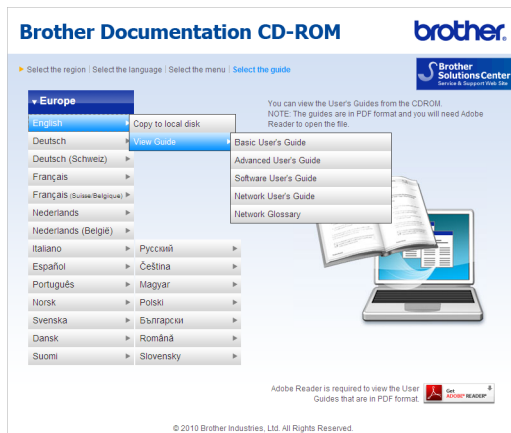 Brother Documentation CD-ROM
brother
Select the region | Select the language | Select the menu | Select the guide
Brother
SolutionsCenter
Service & Support Web Site
Europe
You can view the User's Guides from the CDROM.
NOTE: The guides are in PDF format and you will need Adobe
Reader to open the file.
English
Copy to local disk
Deutsch
View Guide
Basic User's Guide
Deutsch (Schweiz)
Advanced User's Guide
Français
Software User's Guide
Français (Suisse/Belgique)
Network User's Guide
Nederlands
Network Glossary
Nederlands (België)
Italiano
Русский
Español
Čeština
Português
Magyar
Norsk
Polski
Svenska
Български
Dansk
Română
Suomi
Slovensky
Adobe Reader is required to view the User
Guides that are in PDF format.
Get
ADOBE® READER®
© 2010 Brother Industries, Ltd. All Rights Reserved.